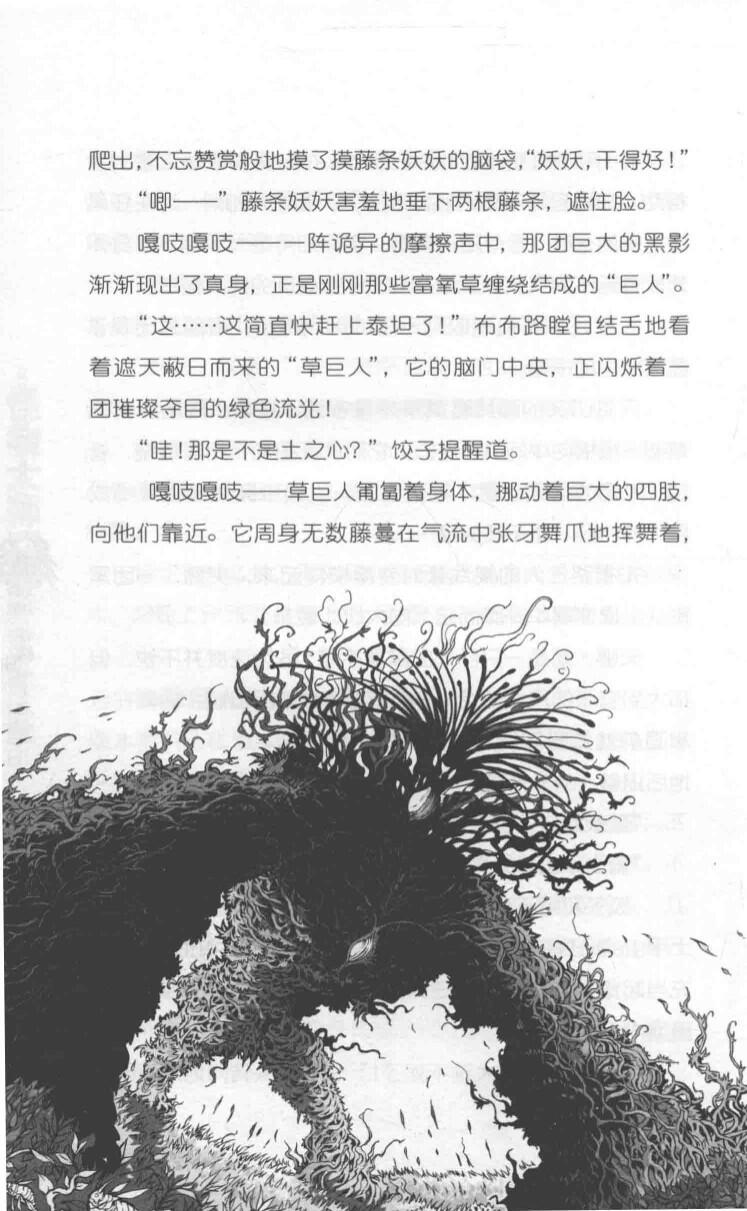 爬出，不忘赞赏般地摸了摸藤条妖妖的脑袋，“妖妖，干得好！”
“唧——”藤条妖妖害羞地垂下两根藤条，遮住脸。
嘎吱嘎吱——一阵诡异的摩擦声中，那团巨大的黑影
渐渐现出了真身，正是刚刚那些富氧草缠绕结成的“巨人”。
“这……这简直快赶上泰坦了！”布布路瞠目结舌地看
着遮天蔽日而来的“草巨人”，它的脑门中央，正闪烁着一
团璀璨夺目的绿色流光！
“哇！那是不是土之心？”饺子提醒道。
嘎吱嘎吱——草巨人匍匐着身体，挪动着巨大的四肢，
向他们靠近。它周身无数藤蔓在气流中张牙舞爪地挥舞着，